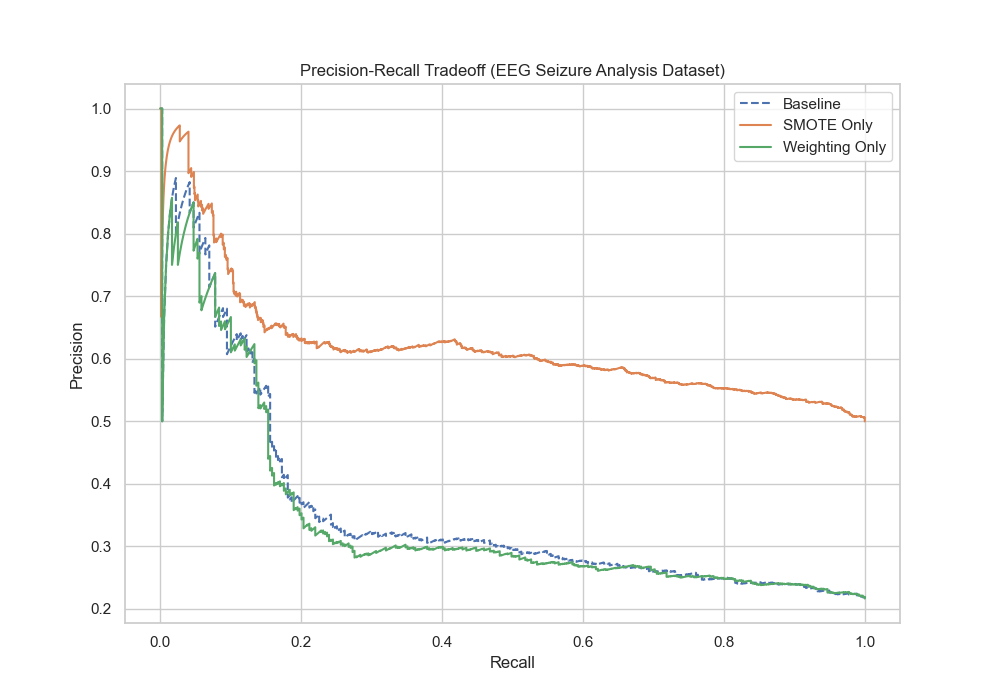 Precision-Recall Tradeoff (EEG Seizure Analysis Dataset)
Baseline
SMOTE Only
Weighting Only
1.0
0.9
0.8
0.7
0.6
0.5
0.4
0.3
0.2
Precision
0.0 0.2 0.4 0.6 0.8 1.0
Recall